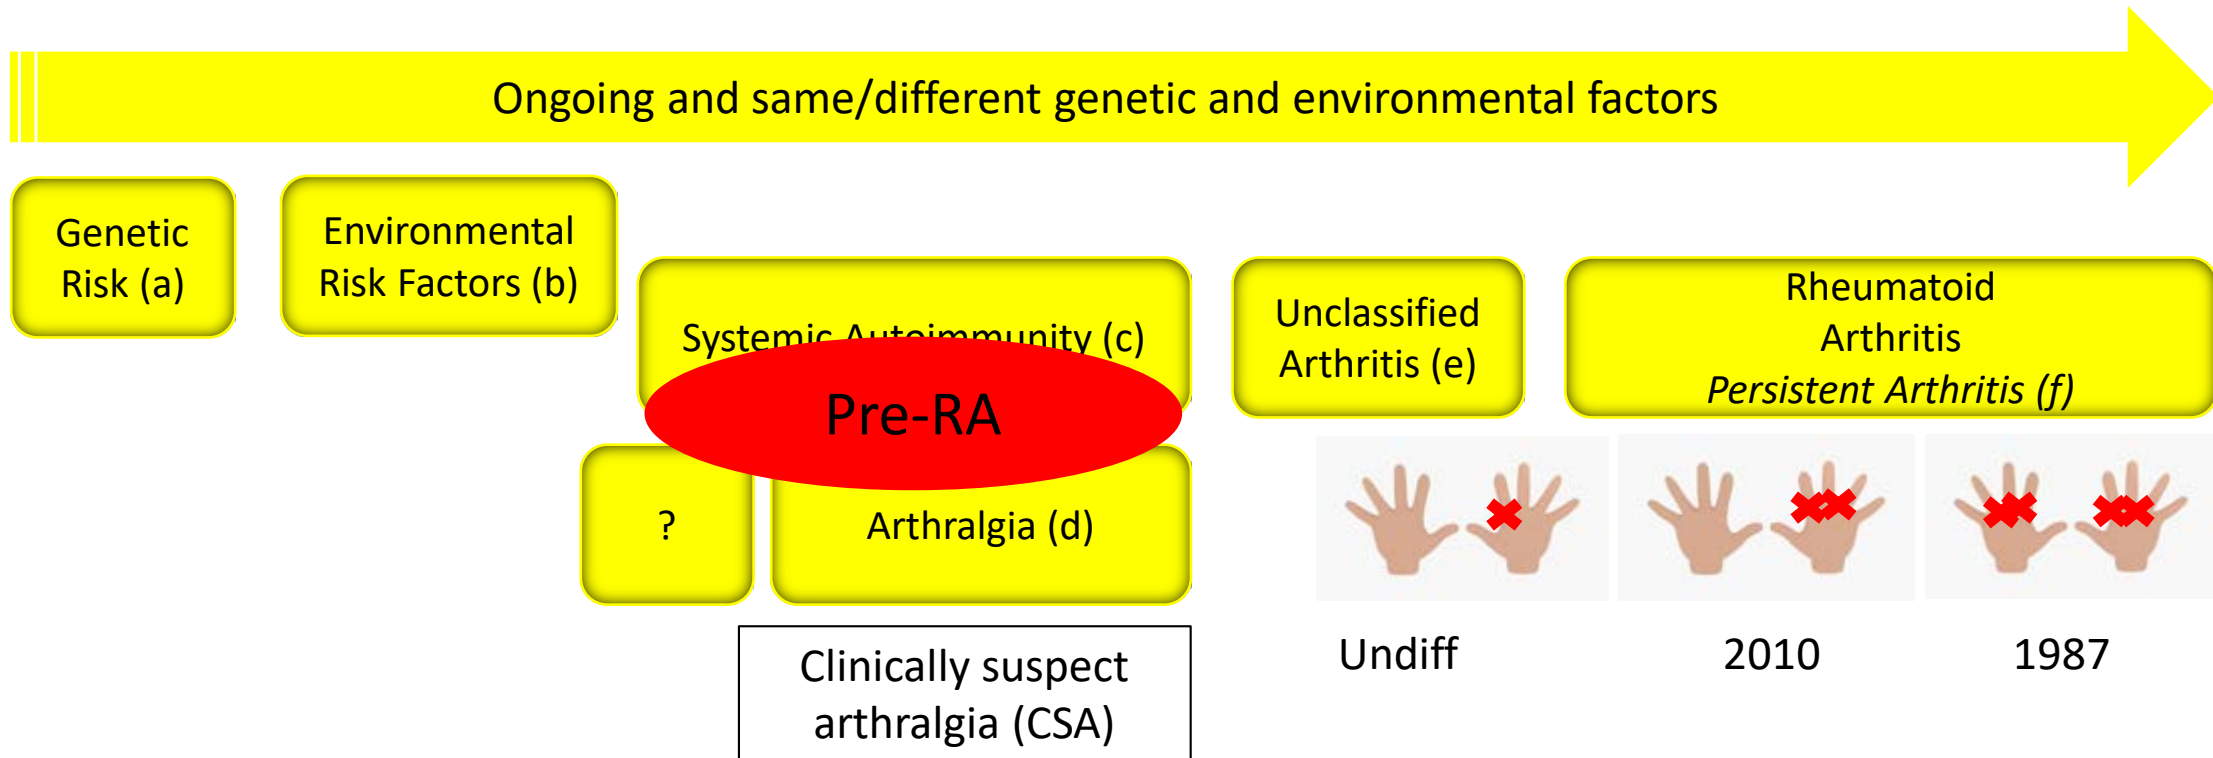 Ongoing and same/different genetic and environmental factors
Genetic
Risk (a)
Environmental
Risk Factors (b)
Systemic Autoimmunity (c)
Pre-RA
?
Arthralgia (d)
Clinically suspect
arthralgia (CSA)
Unclassified
Arthritis (e)
Rheumatoid
Arthritis
Persistent Arthritis (f)
Undiff
2010
1987